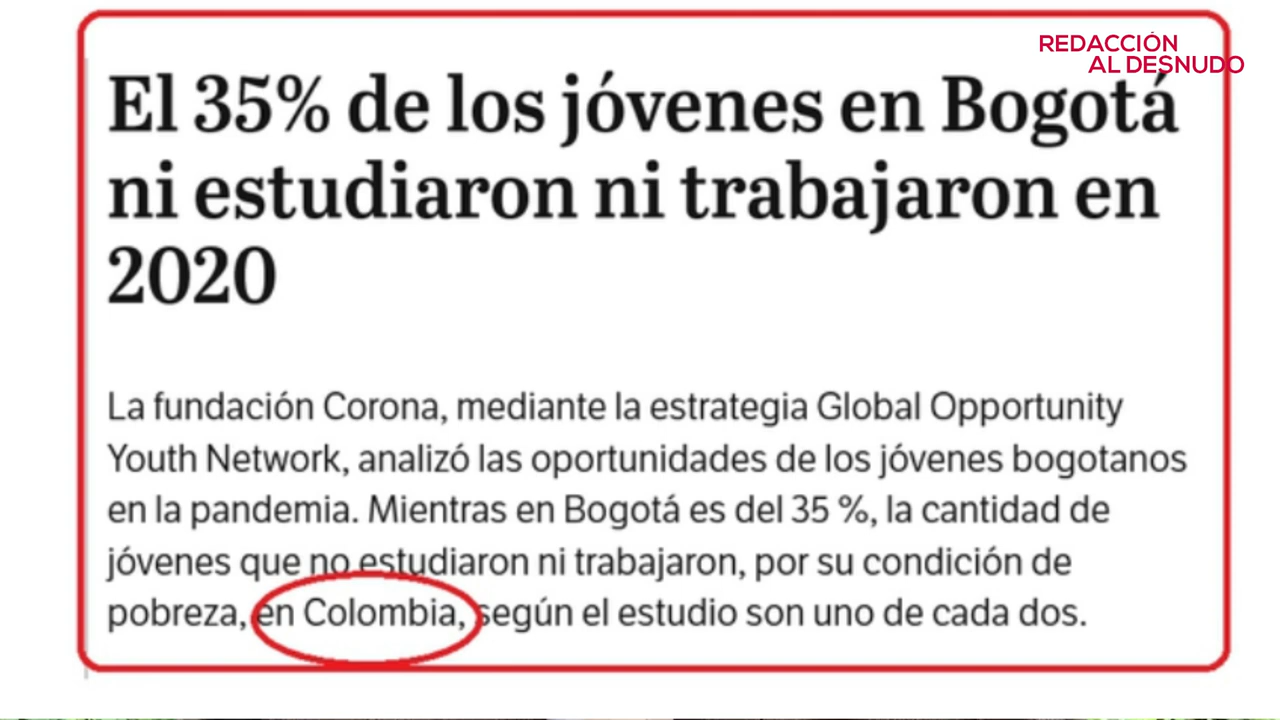 REDACCIÓN
AL DESNUDO
El 35% de los jóvenes en Bogotá
ni estudiaron ni trabajaron en
2020
La fundación Corona, mediante la estrategia Global Opportunity
Youth Network, analizó las oportunidades de los jóvenes bogotanos
en la pandemia. Mientras en Bogotá es del 35 %, la cantidad de
jóvenes que no estudiaron ni trabajaron, por su condición de
pobreza, en Colombia, según el estudio son uno de cada dos.